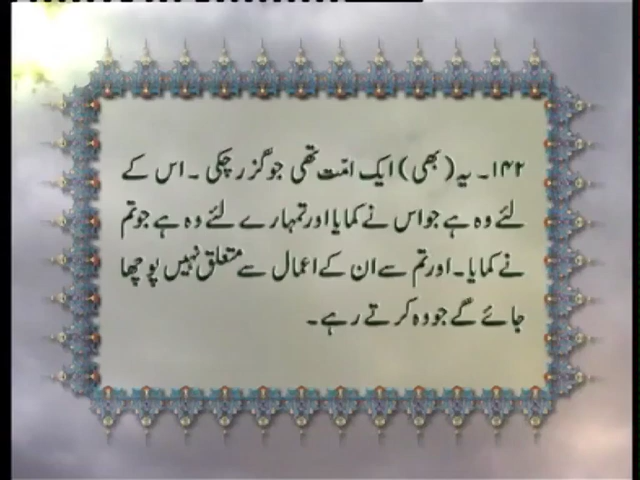 ۱۴۲۔ یہ (بھی) ایک امّت تھی جو گزر چکی ۔ اس کے
لئے وہ ہے جو اس نے کمایا اور تمہارے لئے وہ ہے جو تم
نے کمایا۔ اور تم سے ان کے اعمال سے متعلق نہیں پوچھا
جائے گے جو وہ کرتے رہے۔